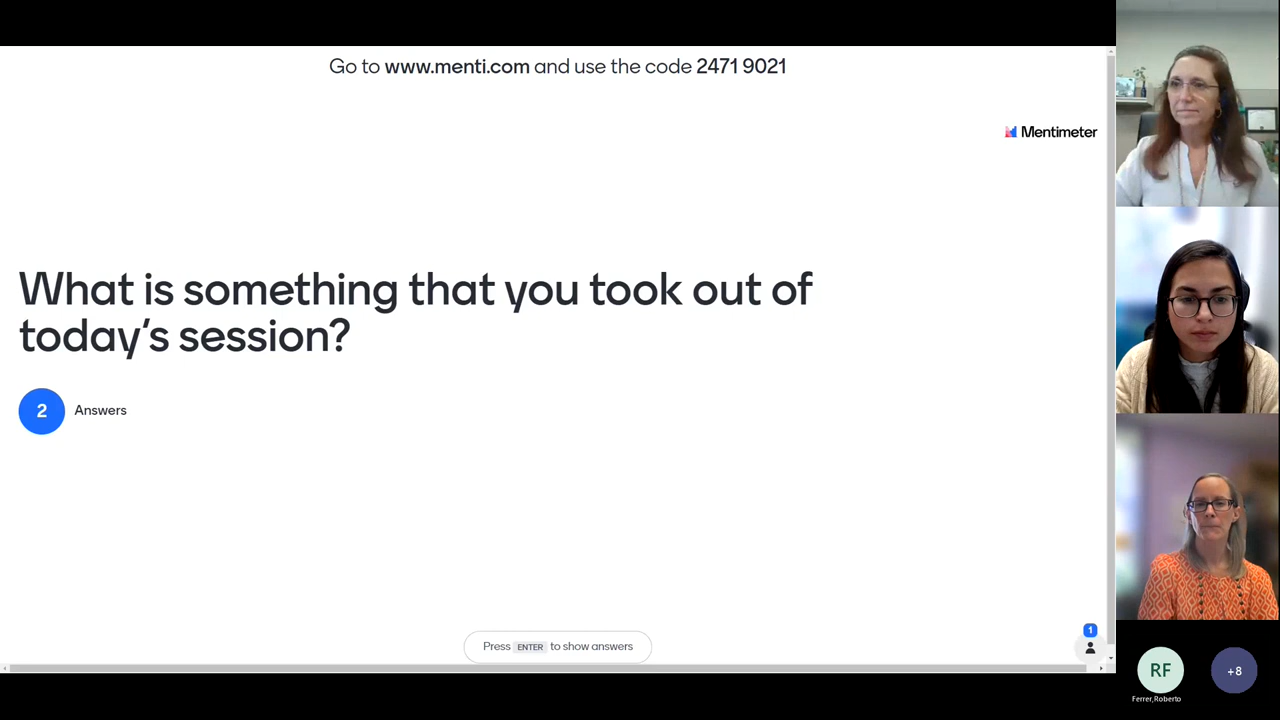 Go to www.menti.com and use the code 2471 9021
Mentimeter
What is something that you took out of
today's session?
2 Answers
Press ENTER to show answers
1
RF
+8
Ferrer,Roberto